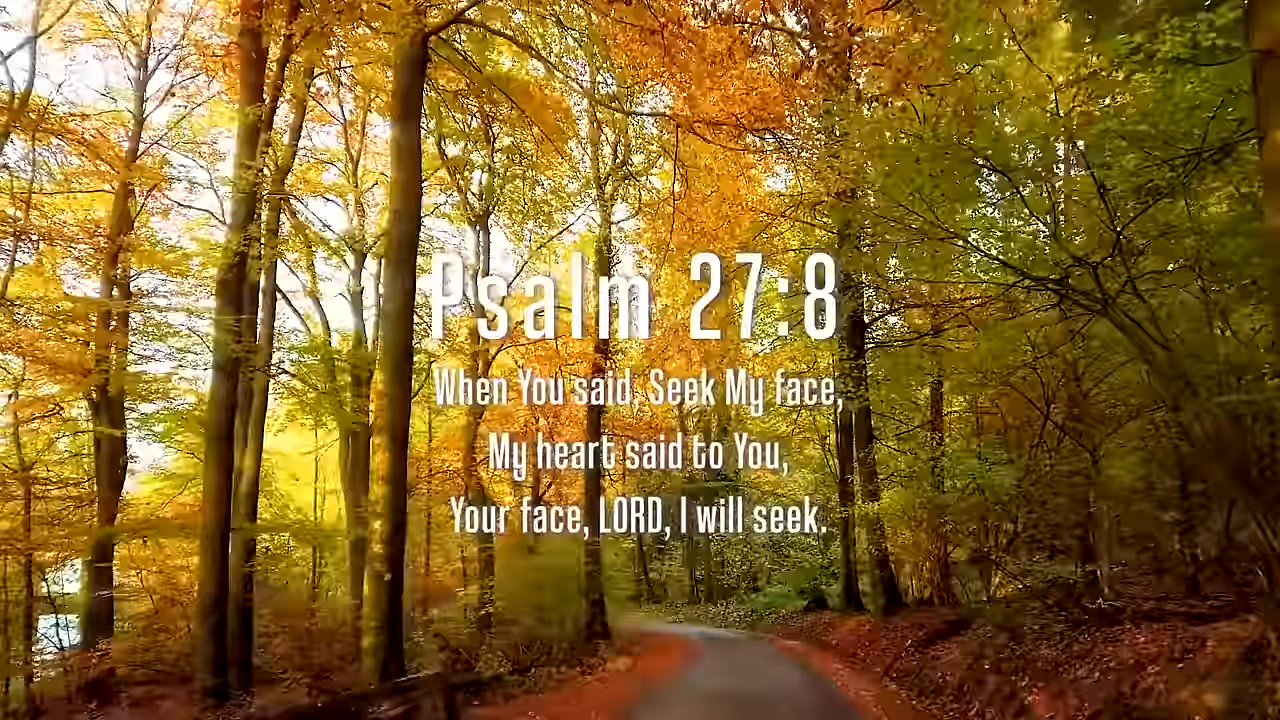 Psalm 27:8
When You said, Seek My face,
My heart said to You,
Your face, LORD, I will seek.